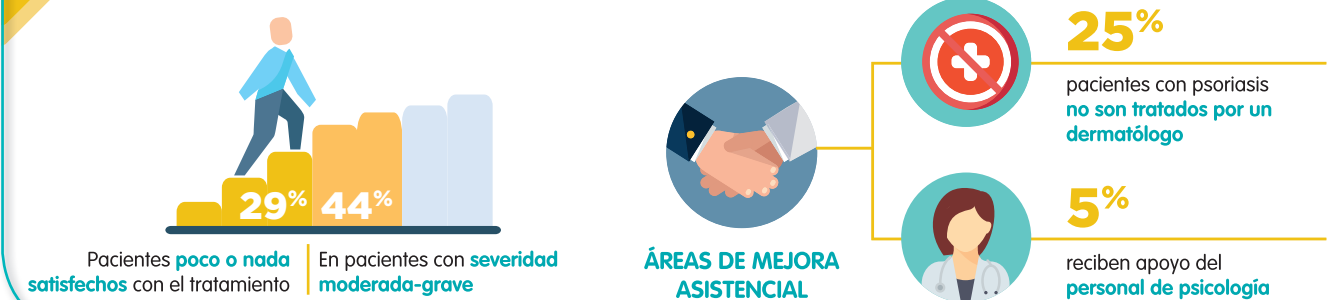 29% 44%
Pacientes poco o nada
satisfechos con el tratamiento
En pacientes con severidad
moderada-grave
ÁREAS DE MEJORA
ASISTENCIAL
25%
pacientes con psoriasis
no son tratados por un
dermatólogo
5%
reciben apoyo del
personal de psicología